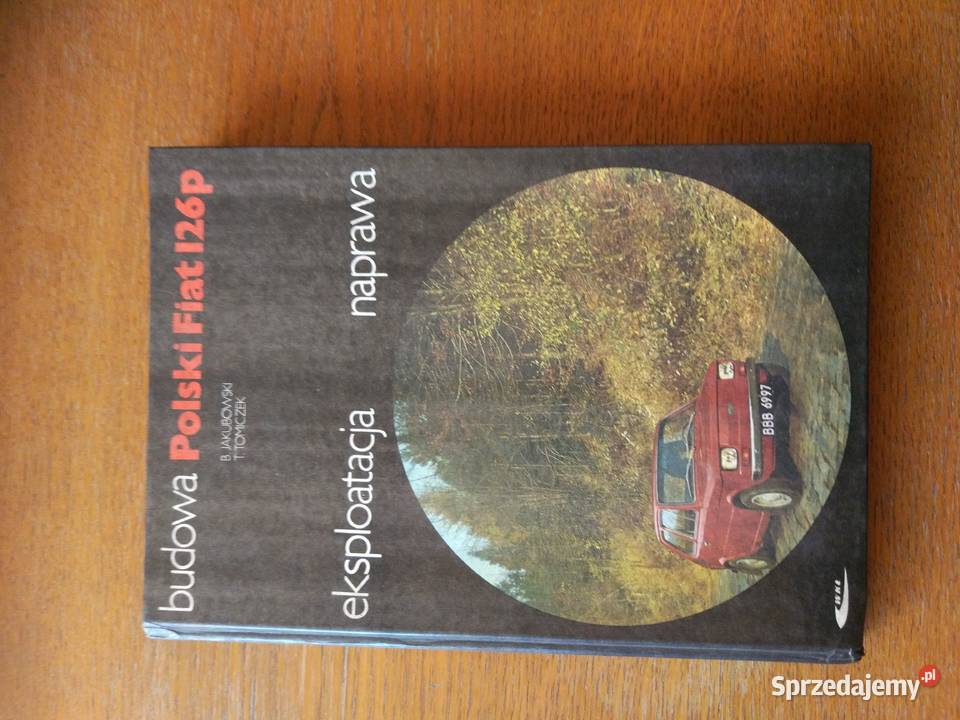 budowa
Polski Fiat 126p
B. JAKUBOWSKI
T. TOMICZEK
eksploatacja naprawa
BBB 6997
wkł
Sprzedajemy.pl